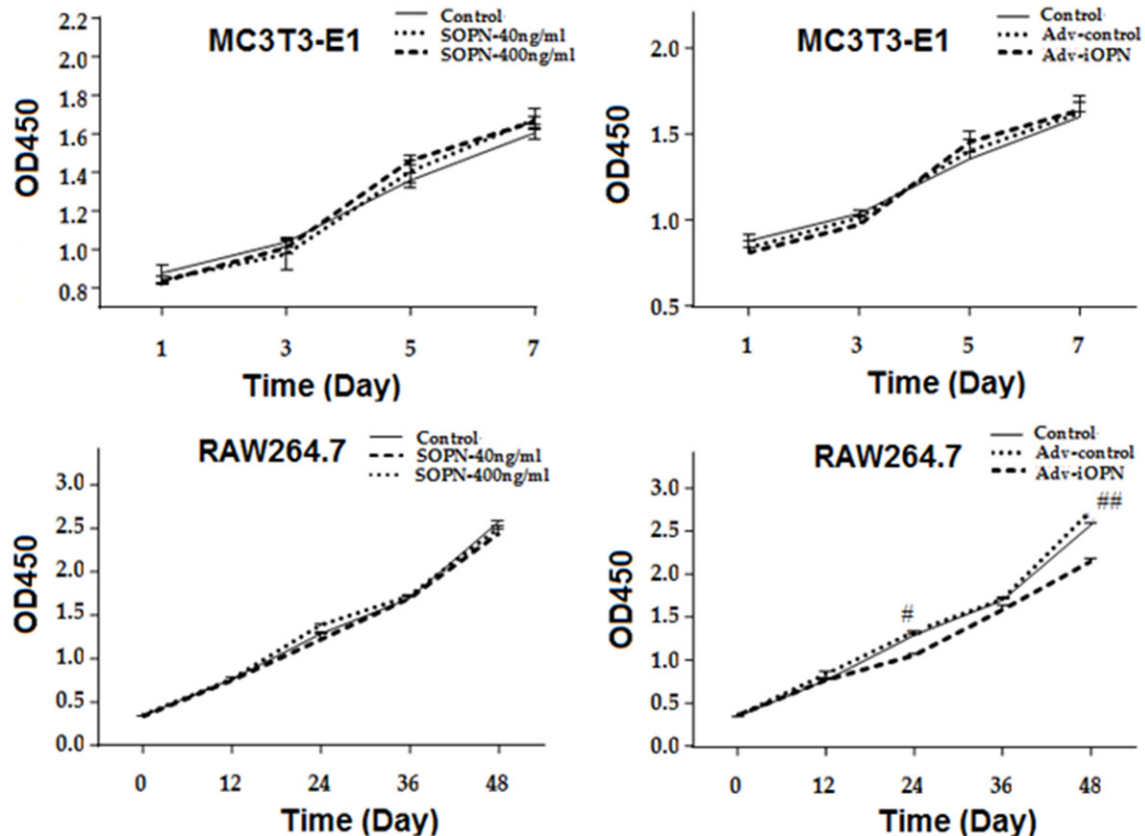 MC3T3-E1
Control
SOPN-40ng/ml
SOPN-400ng/ml
OD450
2.2
2.0
1.8
1.6
1.4
1.2
1.0
0.8
1 3 5 7
Time (Day)
MC3T3-E1
Control
Adv-control
Adv-iOPN
OD450
2.0
1.5
1.0
0.5
1 3 5 7
Time (Day)
RAW264.7
Control
SOPN-40ng/ml
SOPN-400ng/ml
OD450
3.0
2.5
2.0
1.5
1.0
0.5
0.0
0 12 24 36 48
Time (Day)
RAW264.7
Control
Adv-control
Adv-iOPN
OD450
3.0
2.5
2.0
1.5
1.0
0.5
0.0
#
##
0 12 24 36 48
Time (Day)